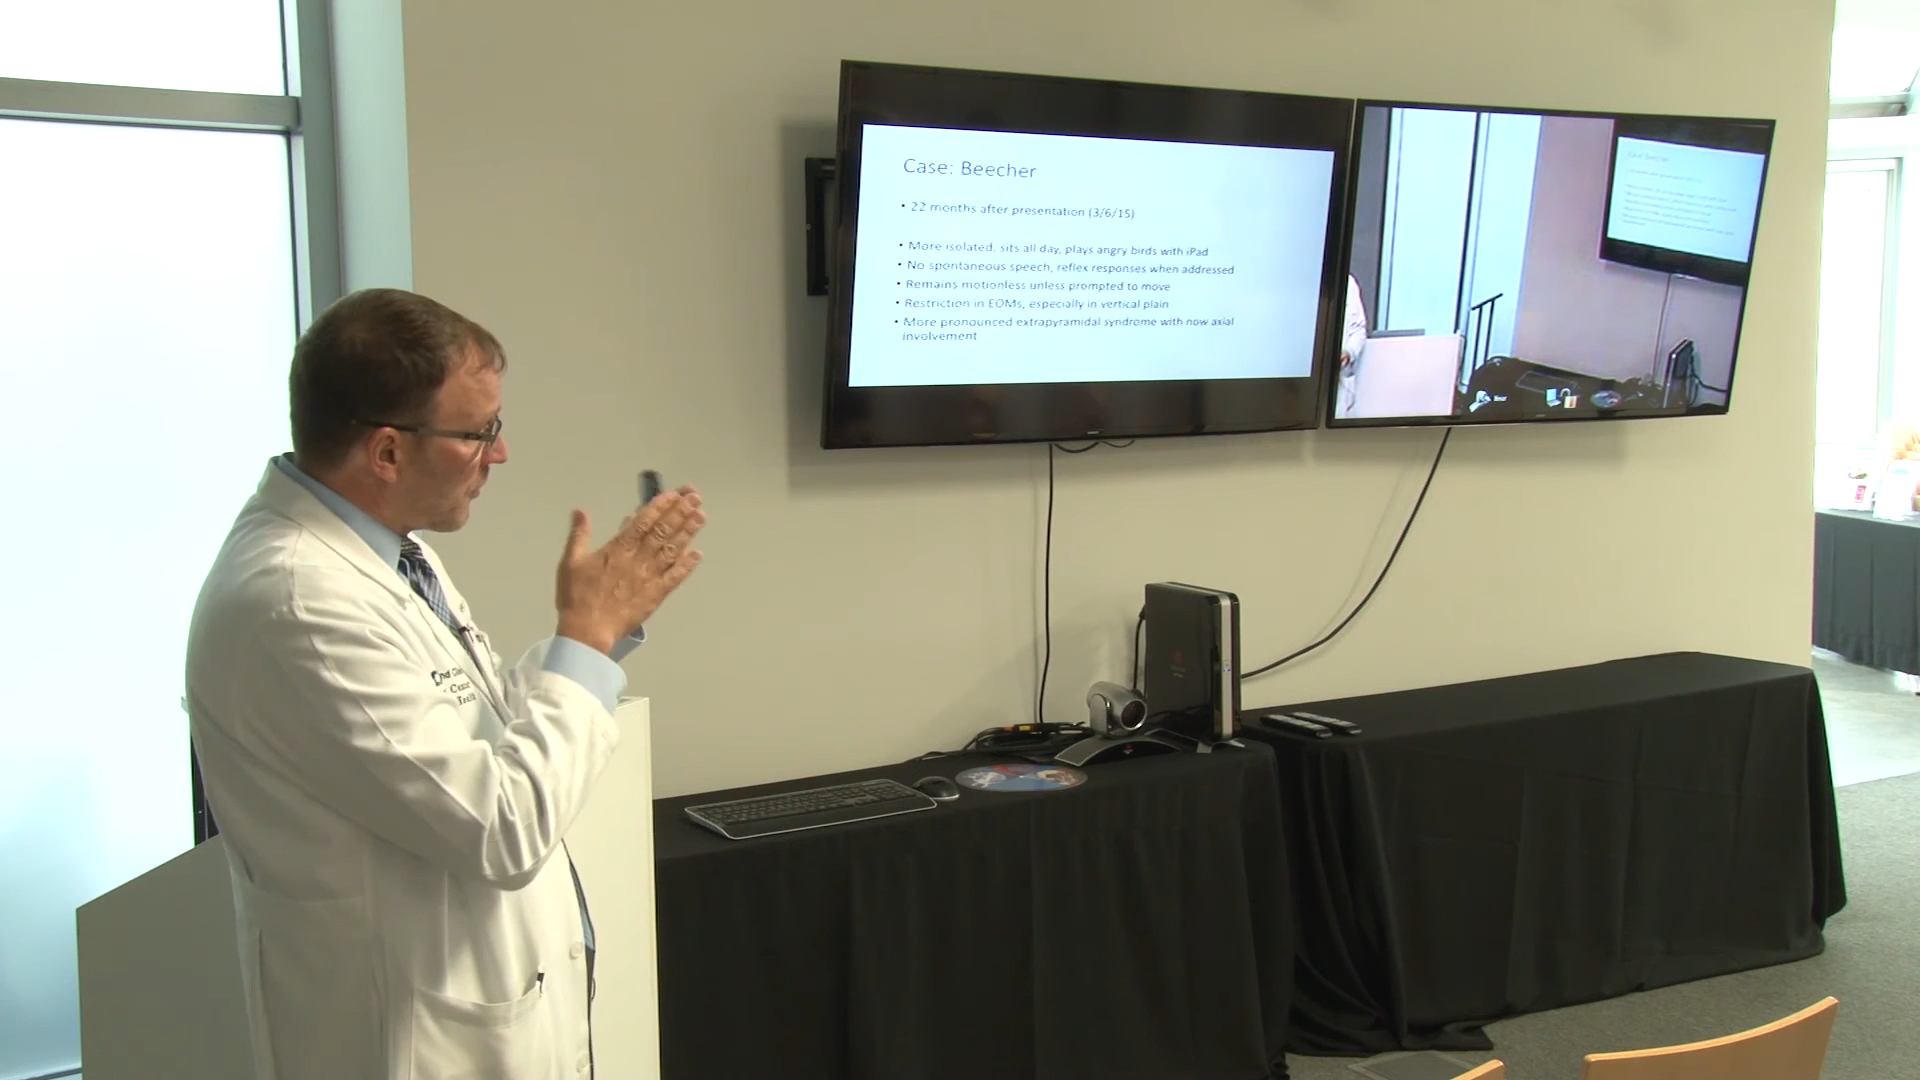 Case: Beecher
• 22 months after presentation (3/6/15)
• More isolated, sits all day, plays angry birds with iPad
• No spontaneous speech, reflex responses when addressed
• Remains motionless unless prompted to move
• Restriction in EOMs, especially in vertical plain
• More pronounced extrapyramidal syndrome with now axial
involvement
Case: Beecher